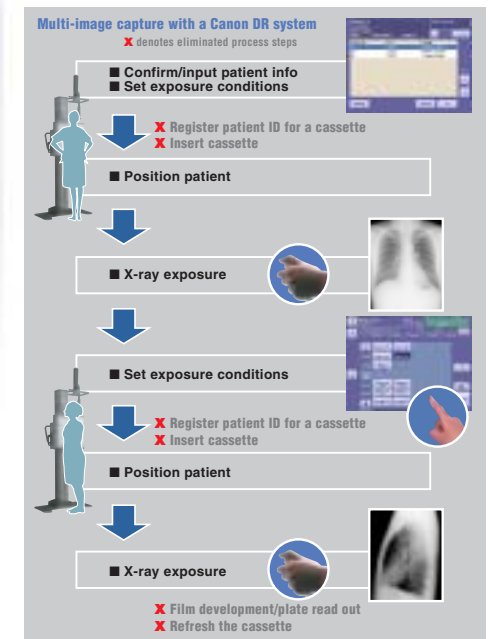 Multi-image capture with a Canon DR system
X denotes eliminated process steps
■ Confirm/input patient info
■ Set exposure conditions
X Register patient ID for a cassette
X Insert cassette
■ Position patient
■ X-ray exposure
■ Set exposure conditions
X Register patient ID for a cassette
X Insert cassette
■ Position patient
■ X-ray exposure
X Film development/plate read out
X Refresh the cassette